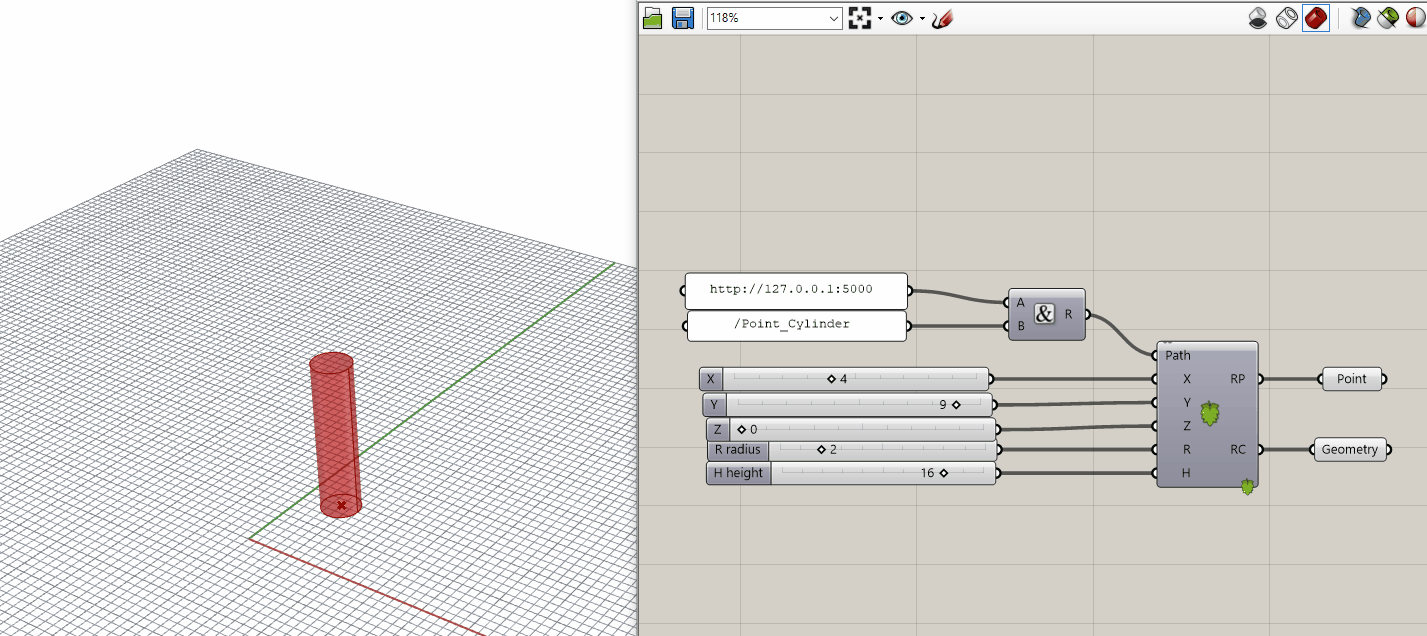 118%
http://127.0.0.1:5000
/Point_Cylinder
A
B
&
R
X 4
Y 9
Z 0
R radius 2
H height 16
Path
X
Y
Z
R
H
RP
RC
Point
Geometry